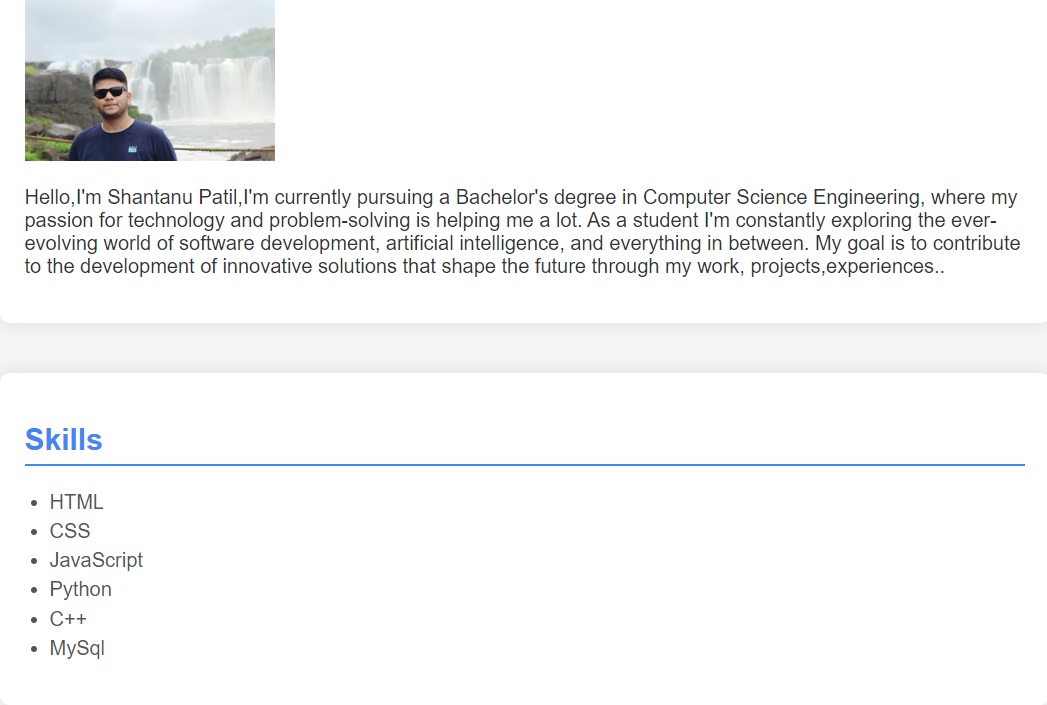 Hello,I'm Shantanu Patil,I'm currently pursuing a Bachelor's degree in Computer Science Engineering, where my
passion for technology and problem-solving is helping me a lot. As a student I'm constantly exploring the ever-
evolving world of software development, artificial intelligence, and everything in between. My goal is to contribute
to the development of innovative solutions that shape the future through my work, projects,experiences..
Skills
HTML
CSS
JavaScript
Python
C++
MySql